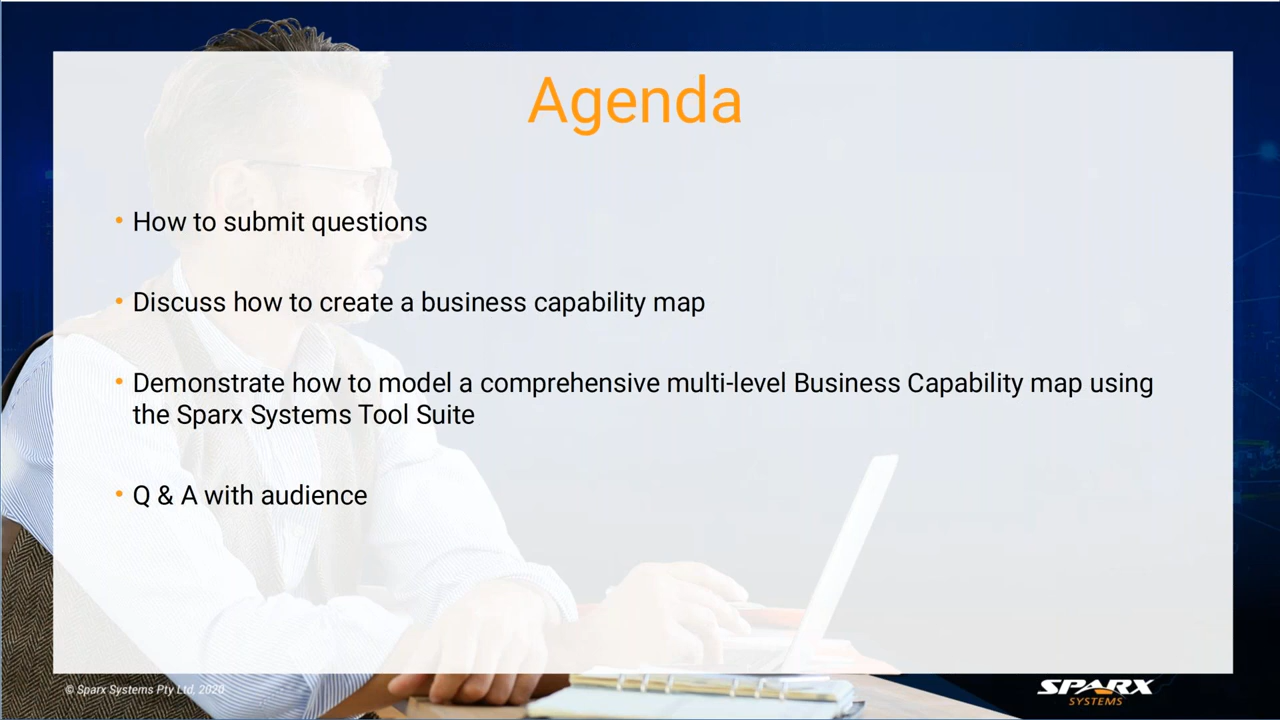 Agenda
• How to submit questions
• Discuss how to create a business capability map
• Demonstrate how to model a comprehensive multi-level Business Capability map using
the Sparx Systems Tool Suite
• Q & A with audience
© Sparx Systems Pty Ltd, 2020
SPARX
SYSTEMS